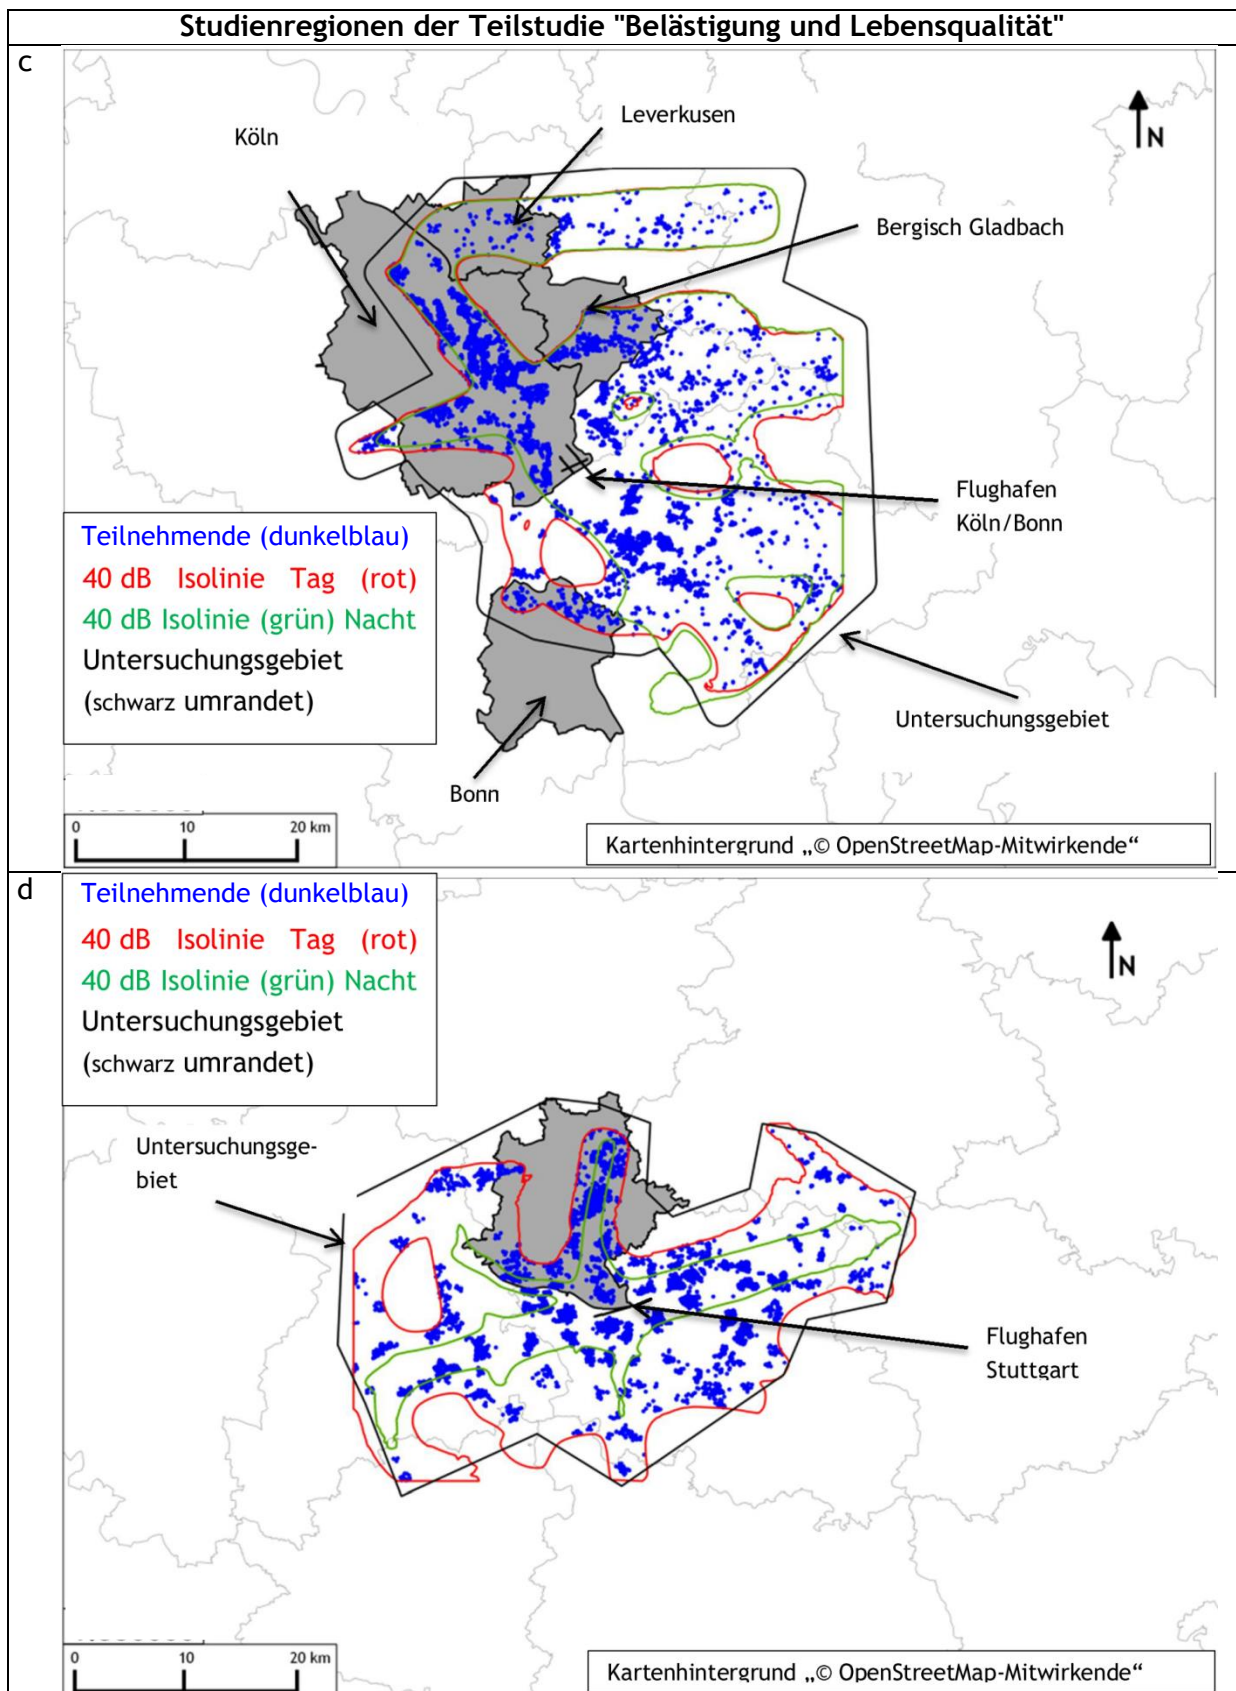 Studienregionen der Teilstudie "Belästigung und Lebensqualität"
c
Leverkusen
Köln
N
Bergisch Gladbach
Flughafen
Köln/Bonn
Teilnehmende (dunkelblau)
40 dB Isolinie Tag (rot)
40 dB Isolinie (grün) Nacht
Untersuchungsgebiet
(schwarz umrandet)
Untersuchungsgebiet
Bonn
0 10 20 km
Kartenhintergrund „© OpenStreetMap-Mitwirkende“
d
Teilnehmende (dunkelblau)
40 dB Isolinie Tag (rot)
40 dB Isolinie (grün) Nacht
Untersuchungsgebiet
(schwarz umrandet)
N
Untersuchungsge-
biet
Flughafen
Stuttgart
0 10 20 km
Kartenhintergrund „© OpenStreetMap-Mitwirkende“